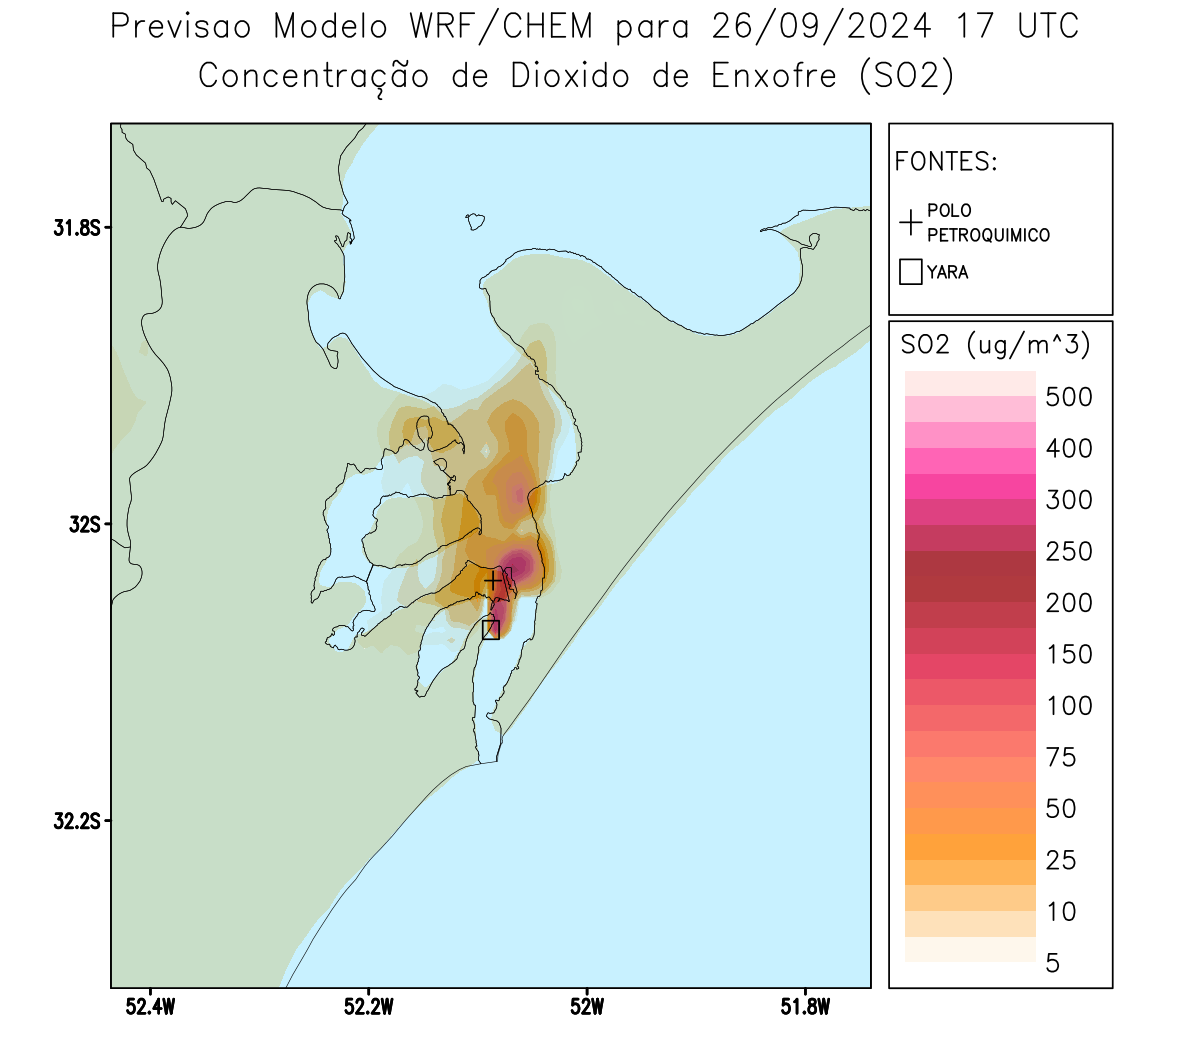 Previsao Modelo WRF/CHEM para 26/09/2024 17 UTC
Concentração de Dioxido de Enxofre (SO2)
FONTES:
POLO
PETROQUIMICO
YARA
31.8S
32S
32.2S
52.4W
52.2W
52W
51.8W
SO2 (ug/m^3)
500
400
300
250
200
150
100
75
50
25
10
5